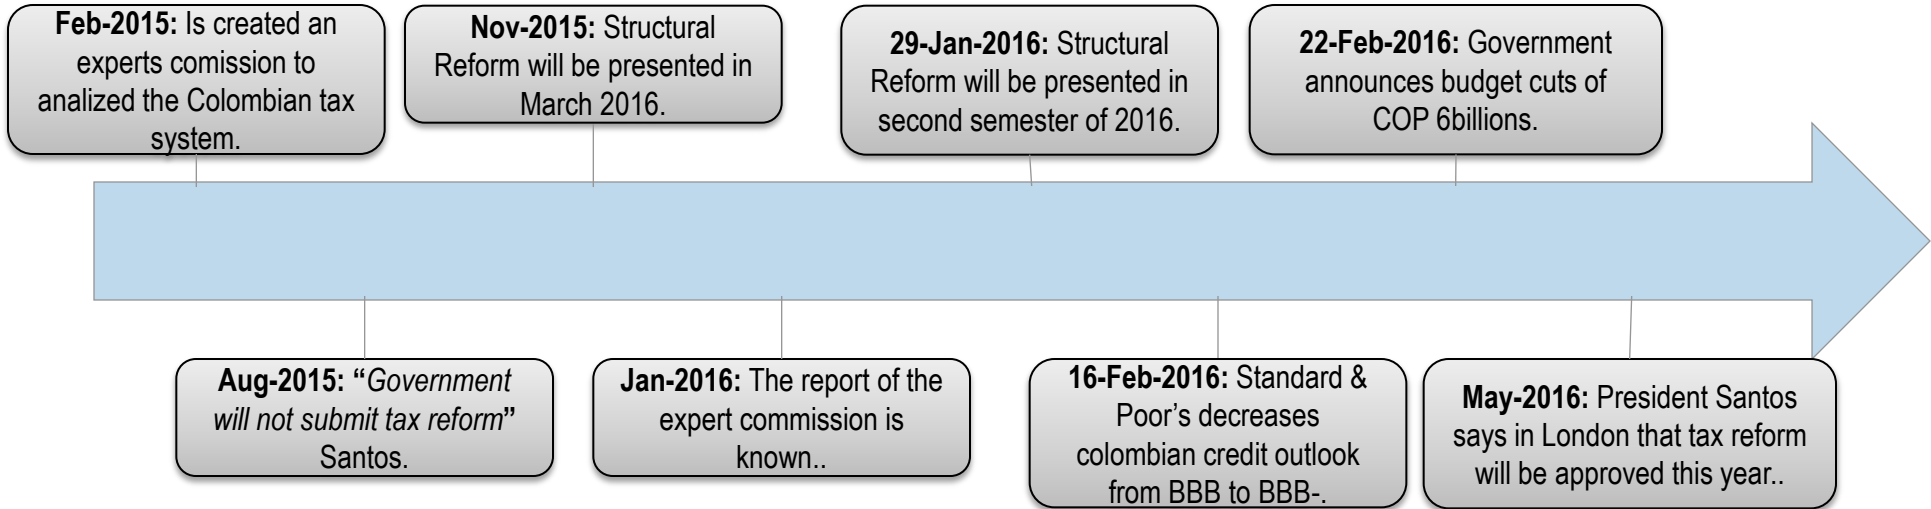 Feb-2015: Is created an
experts comission to
analized the Colombian tax
system.
Nov-2015: Structural
Reform will be presented in
March 2016.
29-Jan-2016: Structural
Reform will be presented in
second semester of 2016.
22-Feb-2016: Government
announces budget cuts of
COP 6billions.
Aug-2015: “Government
will not submit tax reform”
Santos.
Jan-2016: The report of the
expert commission is
known..
16-Feb-2016: Standard &
Poor’s decreases
colombian credit outlook
from BBB to BBB-.
May-2016: President Santos
says in London that tax reform
will be approved this year..